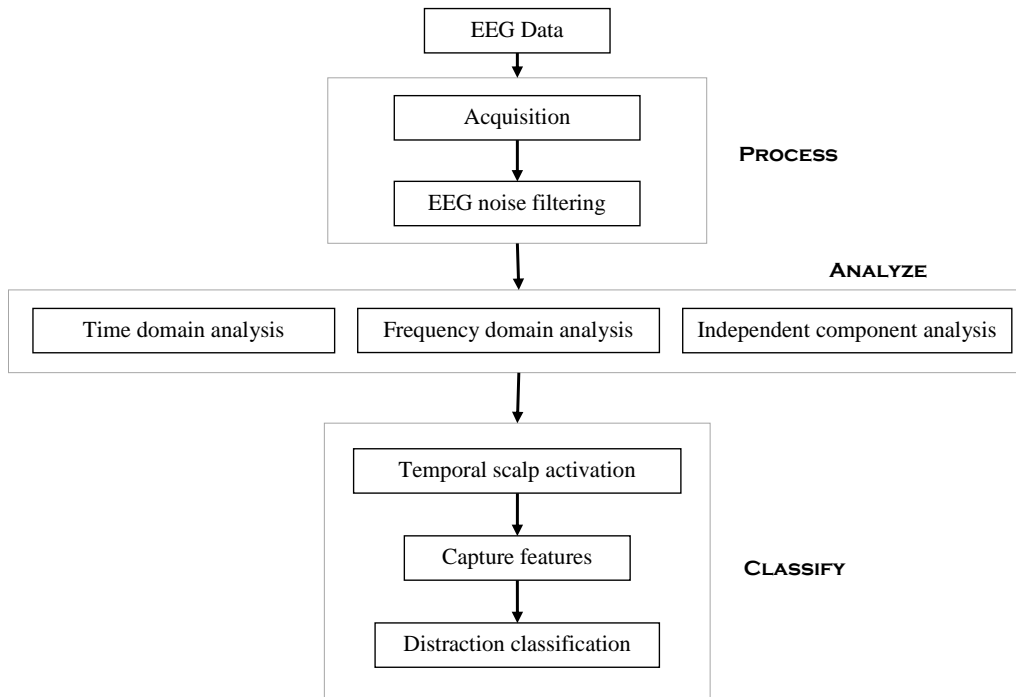 EEG Data
Acquisition
PROCESS
EEG noise filtering
ANALYZE
Time domain analysis
Frequency domain analysis
Independent component analysis
Temporal scalp activation
Capture features
CLASSIFY
Distraction classification